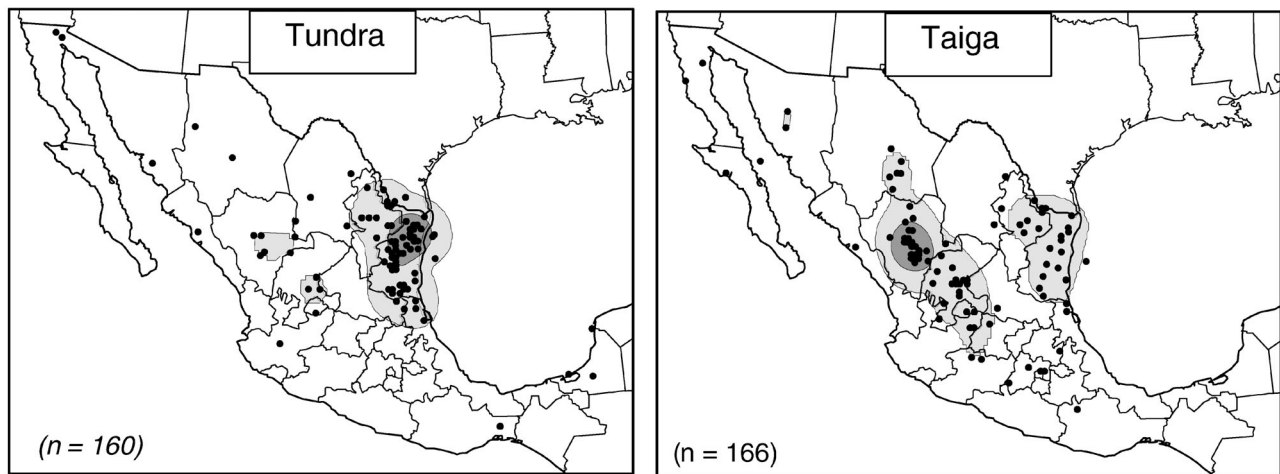 Tundra
(n = 160)
Taiga
(n = 166)